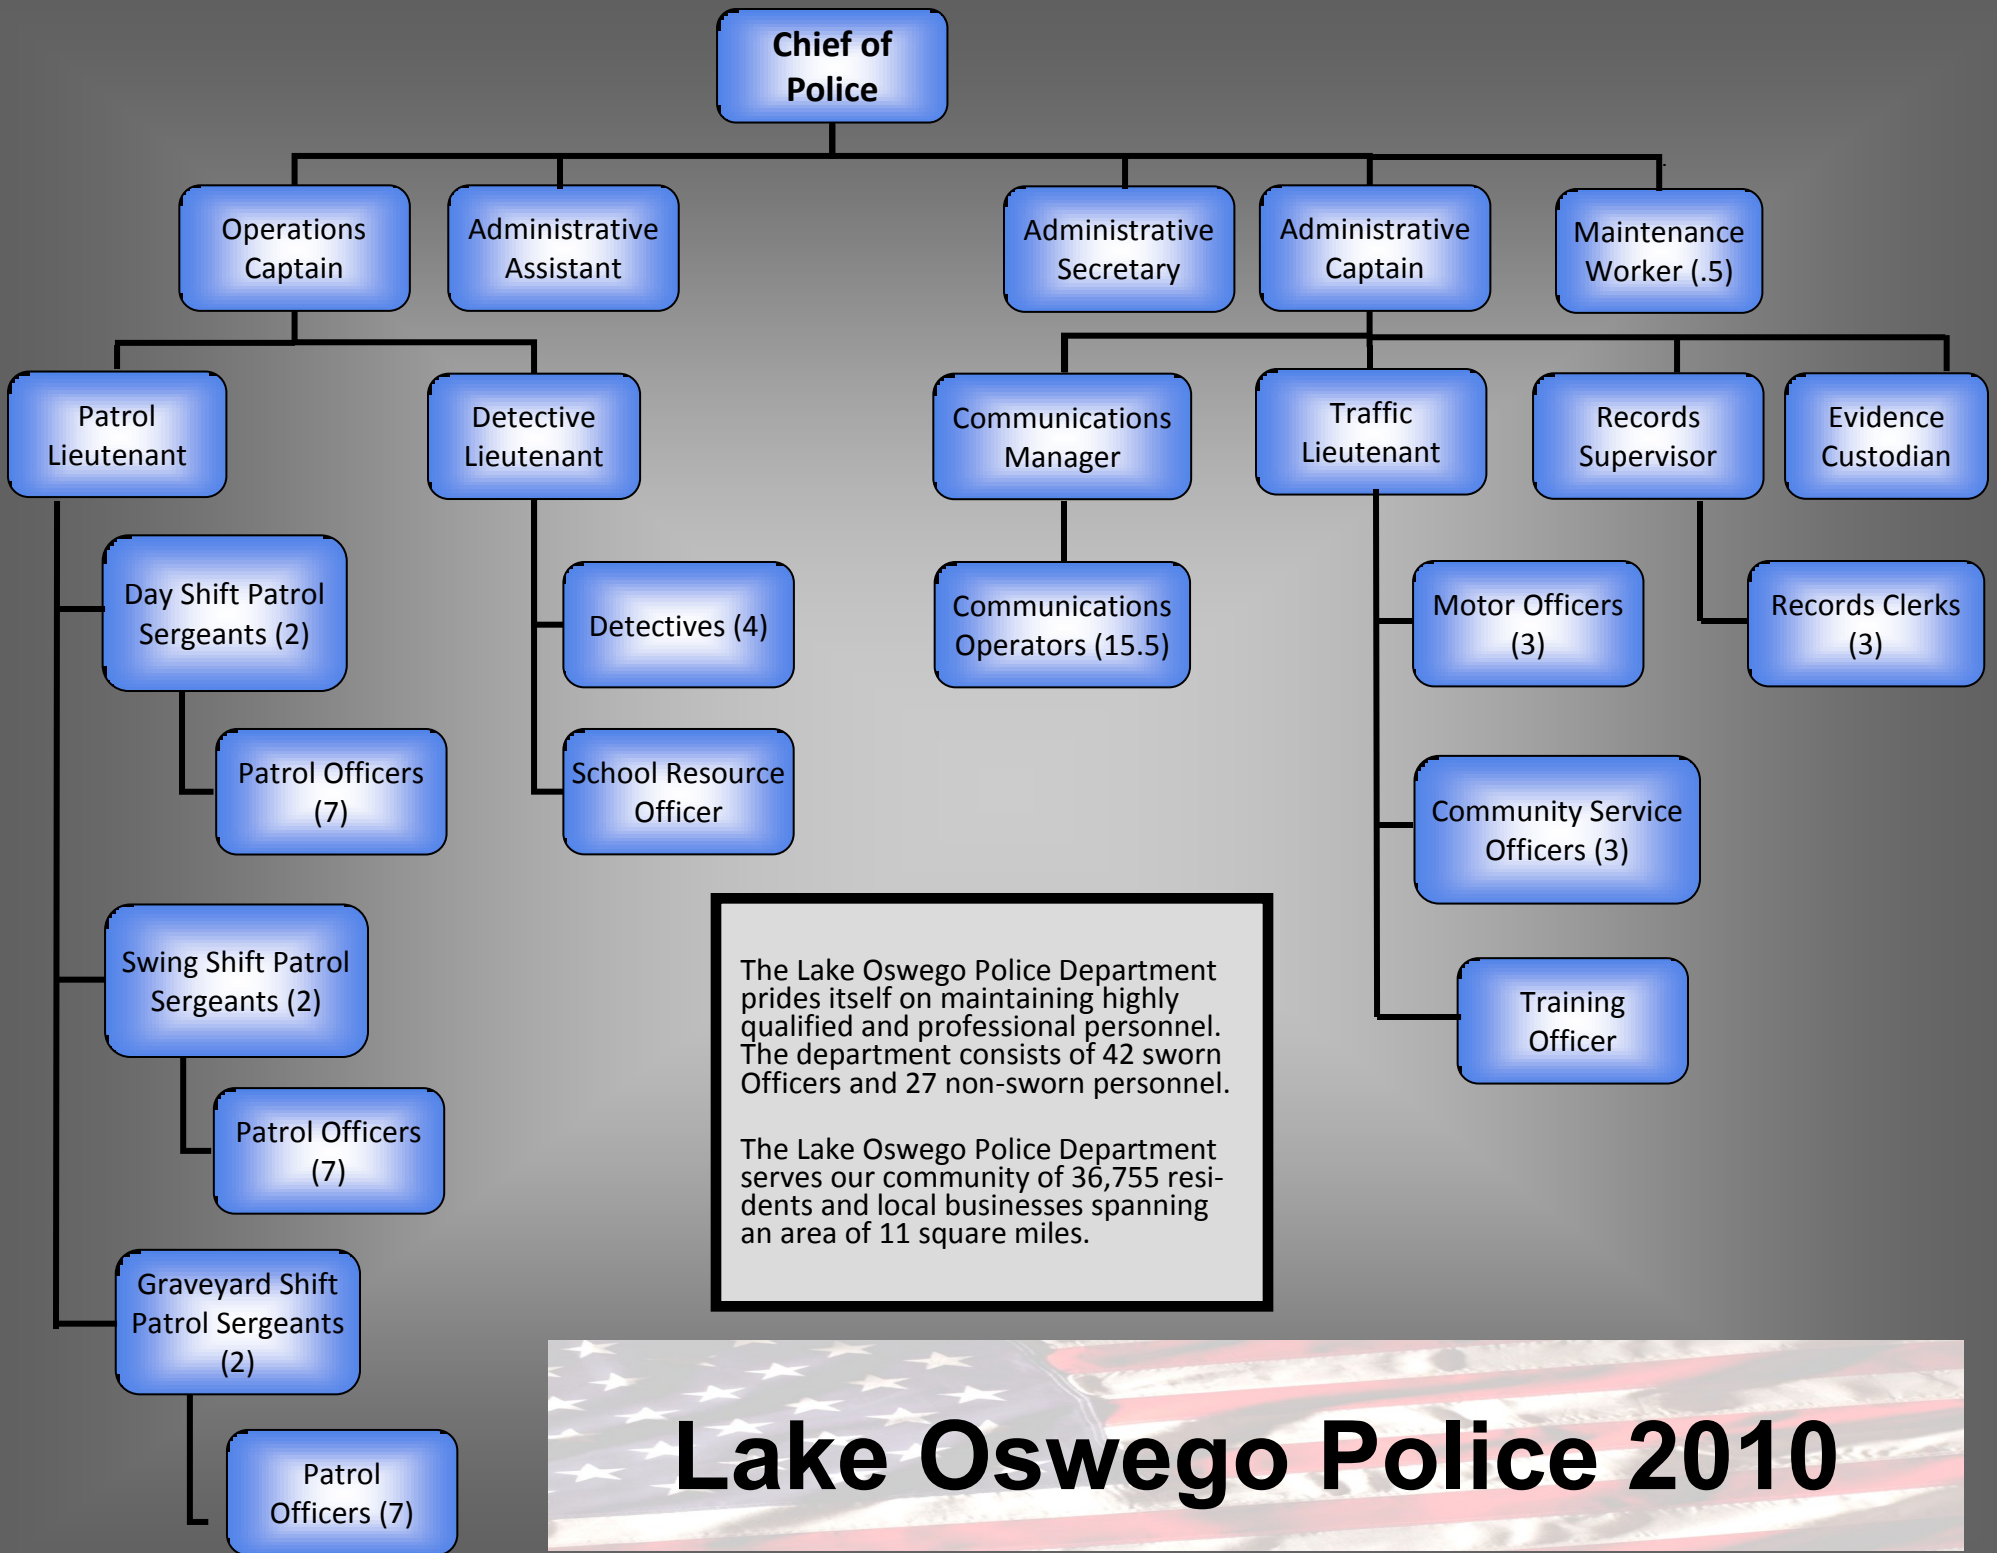 Chief of
Police
Operations
Captain
Administrative
Assistant
Administrative
Secretary
Administrative
Captain
Maintenance
Worker (.5)
Patrol
Lieutenant
Detective
Lieutenant
Communications
Manager
Traffic
Lieutenant
Records
Supervisor
Evidence
Custodian
Day Shift Patrol
Sergeants (2)
Patrol Officers
(7)
Swing Shift Patrol
Sergeants (2)
Patrol Officers
(7)
Graveyard Shift
Patrol Sergeants
(2)
Patrol
Officers (7)
Detectives (4)
School Resource
Officer
Communications
Operators (15.5)
Motor Officers
(3)
Community Service
Officers (3)
Training
Officer
Records Clerks
(3)
The Lake Oswego Police Department
prides itself on maintaining highly
qualified and professional personnel.
The department consists of 42 sworn
Officers and 27 non-sworn personnel.
The Lake Oswego Police Department
serves our community of 36,755 resi-
dents and local businesses spanning
an area of 11 square miles.
Lake Oswego Police 2010